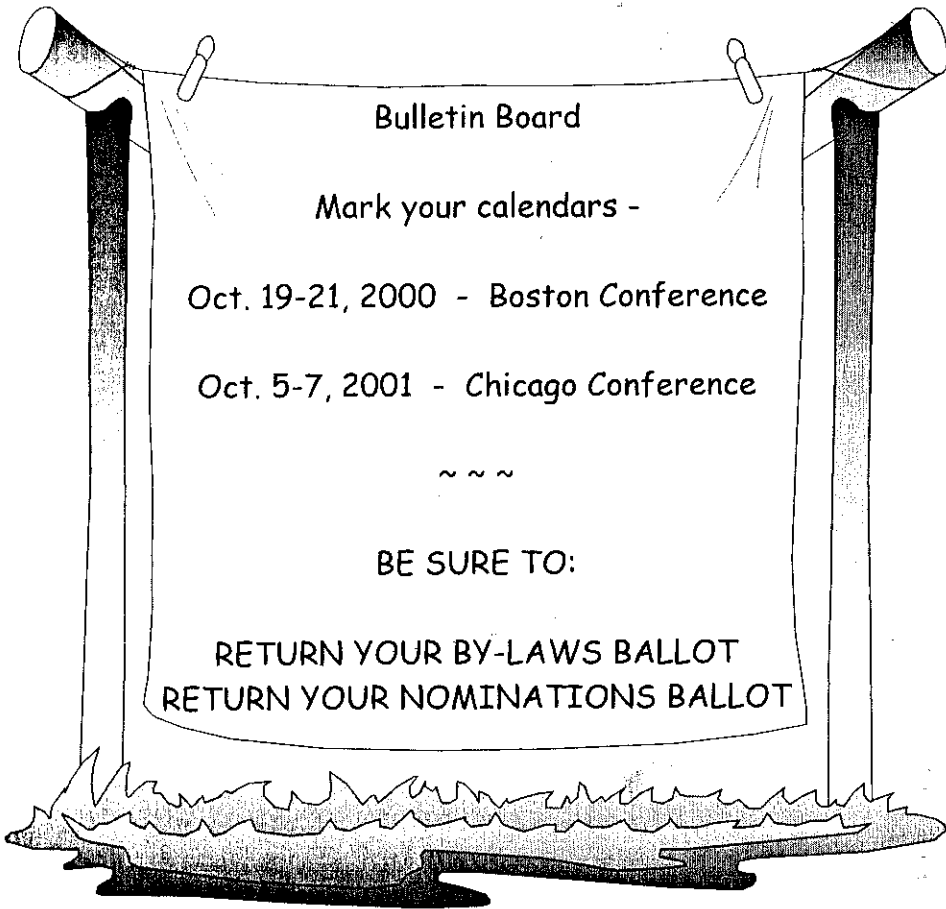 Bulletin Board
Mark your calendars -
Oct. 19-21, 2000 - Boston Conference
Oct. 5-7, 2001 - Chicago Conference
~ ~ ~
BE SURE TO:
RETURN YOUR BY-LAWS BALLOT
RETURN YOUR NOMINATIONS BALLOT